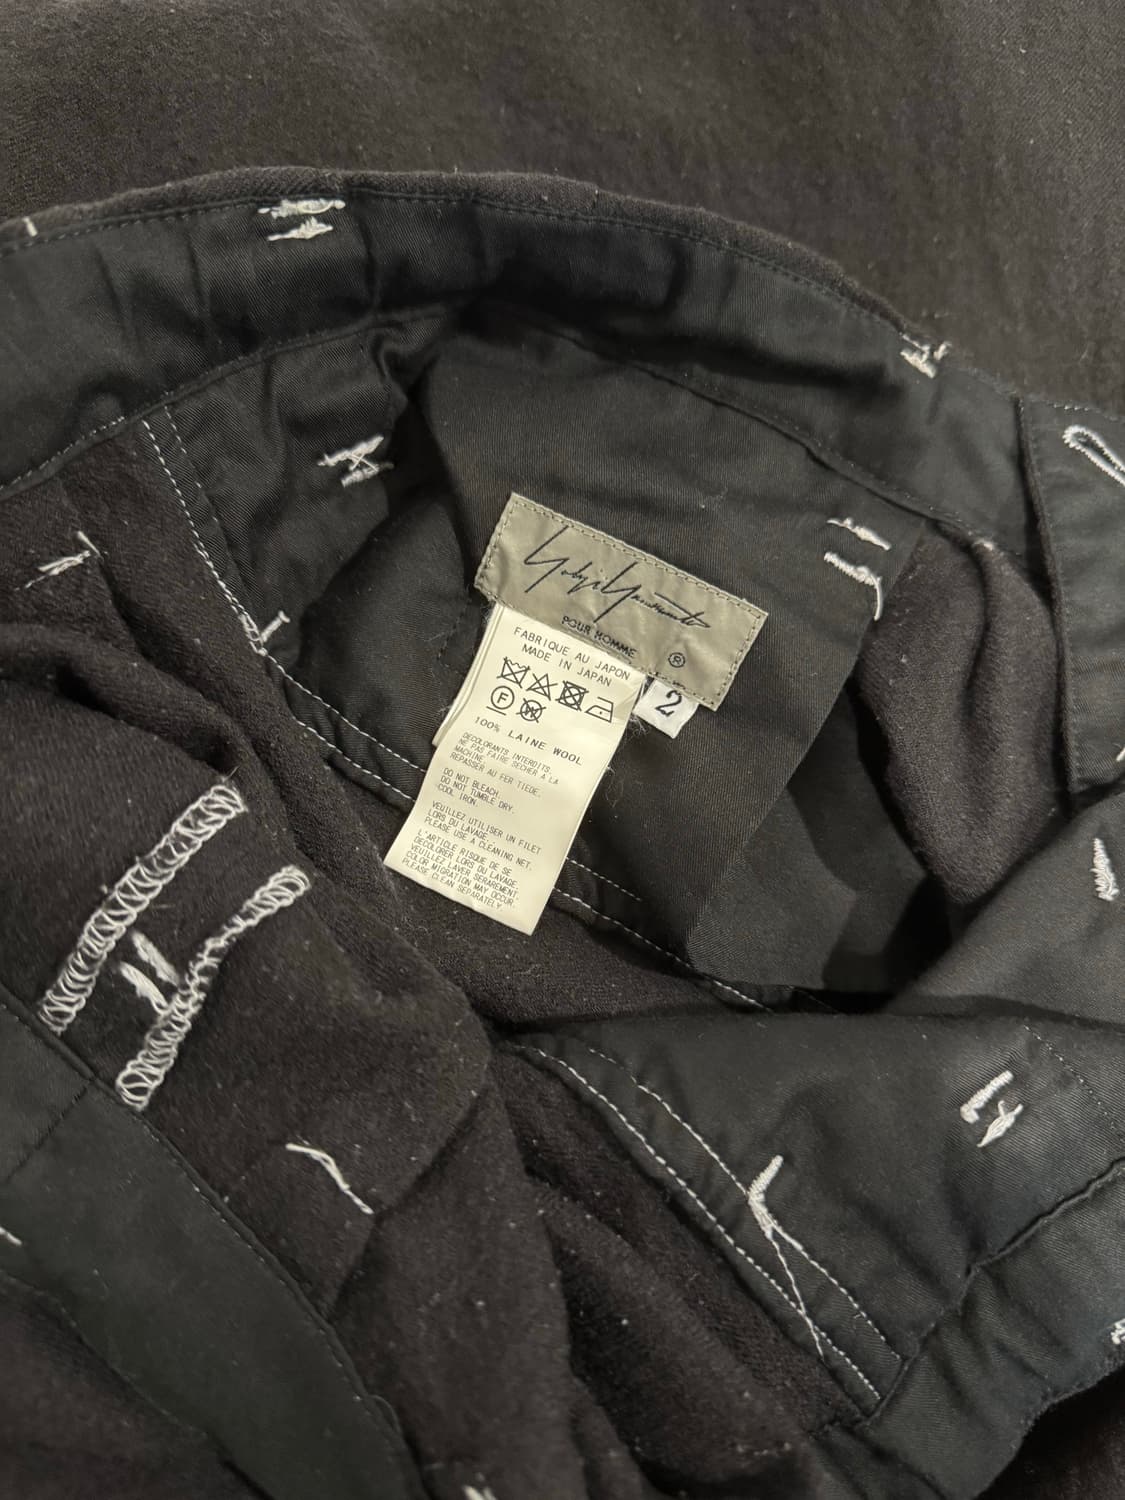 Yohji Yamamoto
POUR HOMME
®
2
FABRIQUE AU JAPON
MADE IN JAPAN
F
W
100% LAINE WOOL
DECOLORANTS INTERDITS.
NE PAS FAIRE SECHER A LA
MACHINE.
REPASSER AU FER TIEDE.
DO NOT BLEACH.
DO NOT TUMBLE DRY.
COOL IRON.
VEUILLEZ UTILISER UN FILET
LORS DU LAVAGE.
PLEASE USE A CLEANING NET.
L'ARTICLE RISQUE DE SE
DECOLORER LORS DU LAVAGE.
VEUILLEZ LAVER SERAREMENT.
COLOR MIGRATION MAY OCCUR.
PLEASE CLEAN SEPARATELY.